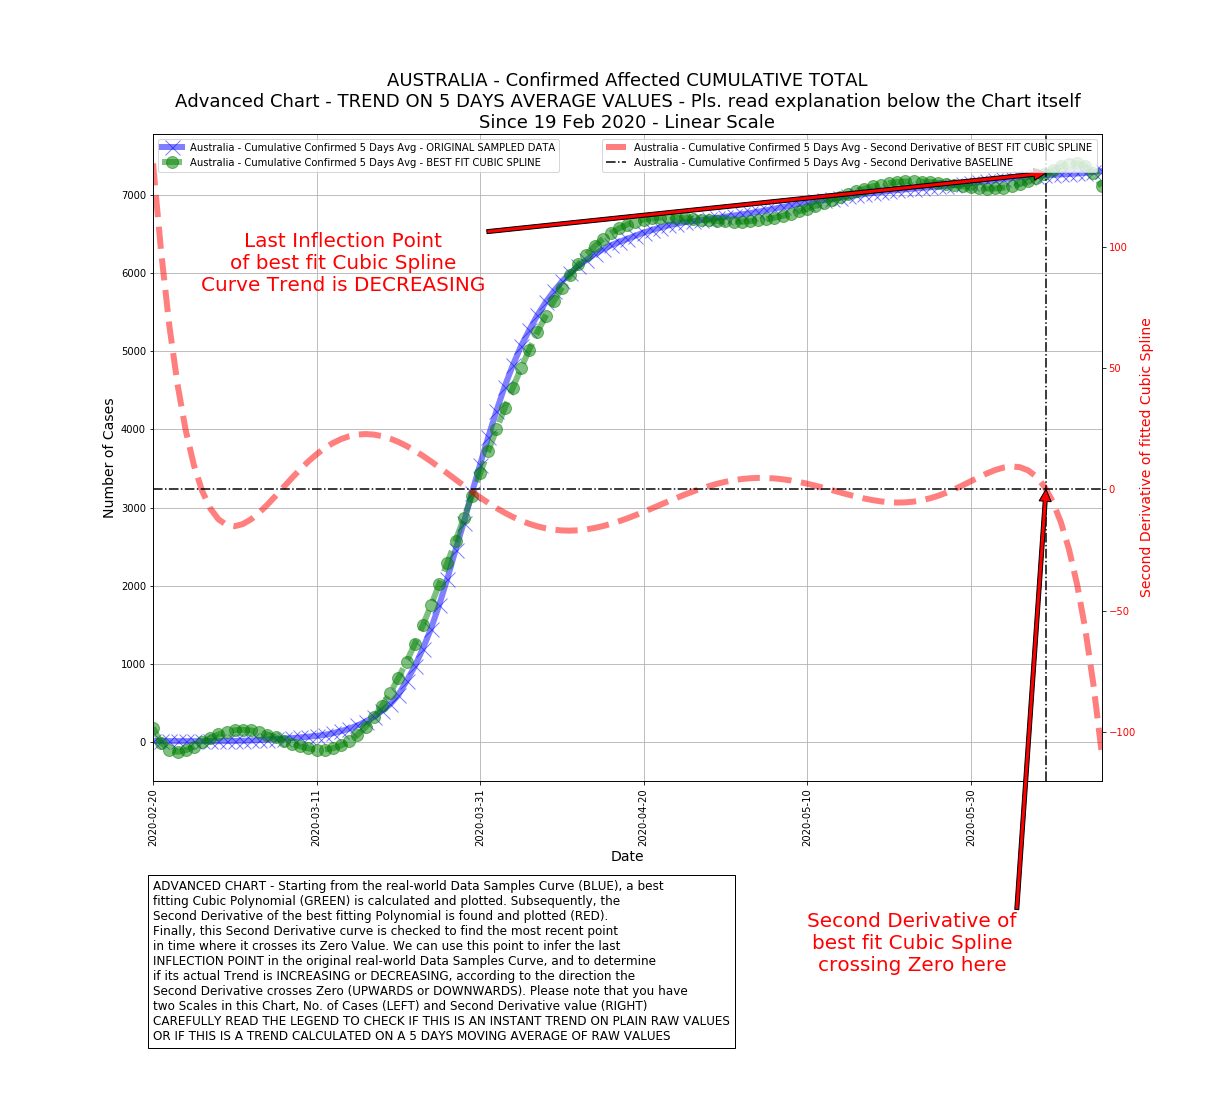 AUSTRALIA - Confirmed Affected CUMULATIVE TOTAL
Advanced Chart - TREND ON 5 DAYS AVERAGE VALUES - Pls. read explanation below the Chart itself
Since 19 Feb 2020 - Linear Scale
Australia - Cumulative Confirmed 5 Days Avg - ORIGINAL SAMPLED DATA
Australia - Cumulative Confirmed 5 Days Avg - BEST FIT CUBIC SPLINE
Australia - Cumulative Confirmed 5 Days Avg - Second Derivative of BEST FIT CUBIC SPLINE
Australia - Cumulative Confirmed 5 Days Avg - Second Derivative BASELINE
Last Inflection Point
of best fit Cubic Spline
Curve Trend is DECREASING
Number of Cases
7000
6000
5000
4000
3000
2000
1000
0
100
50
0
−50
−100
Second Derivative of fitted Cubic Spline
2020-02-20
2020-03-11
2020-03-31
2020-04-20
2020-05-10
2020-05-30
Date
ADVANCED CHART - Starting from the real-world Data Samples Curve (BLUE), a best
fitting Cubic Polynomial (GREEN) is calculated and plotted. Subsequently, the
Second Derivative of the best fitting Polynomial is found and plotted (RED).
Finally, this Second Derivative curve is checked to find the most recent point
in time where it crosses its Zero Value. We can use this point to infer the last
INFLECTION POINT in the original real-world Data Samples Curve, and to determine
if its actual Trend is INCREASING or DECREASING, according to the direction the
Second Derivative crosses Zero (UPWARDS or DOWNWARDS). Please note that you have
two Scales in this Chart, No. of Cases (LEFT) and Second Derivative value (RIGHT)
CAREFULLY READ THE LEGEND TO CHECK IF THIS IS AN INSTANT TREND ON PLAIN RAW VALUES
OR IF THIS IS A TREND CALCULATED ON A 5 DAYS MOVING AVERAGE OF RAW VALUES
Second Derivative of
best fit Cubic Spline
crossing Zero here